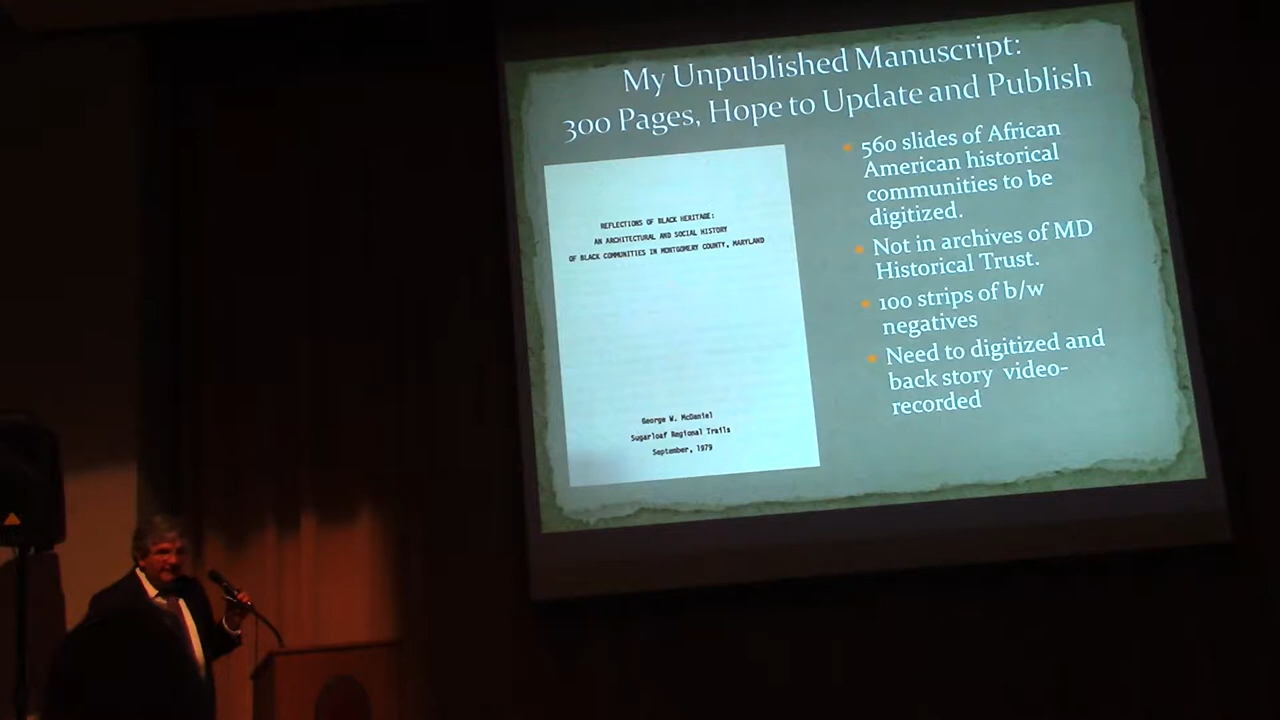 My Unpublished Manuscript:
300 Pages, Hope to Update and Publish
REFLECTIONS OF BLACK HERITAGE:
AN ARCHITECTURAL AND SOCIAL HISTORY
OF BLACK COMMUNITIES IN MONTGOMERY COUNTY, MARYLAND
George W. McDaniel
Sugarloaf Regional Trails
September, 1979
560 slides of African
American historical
communities to be
digitized.
Not in archives of MD
Historical Trust.
100 strips of b/w
negatives
Need to digitized and
back story video-
recorded